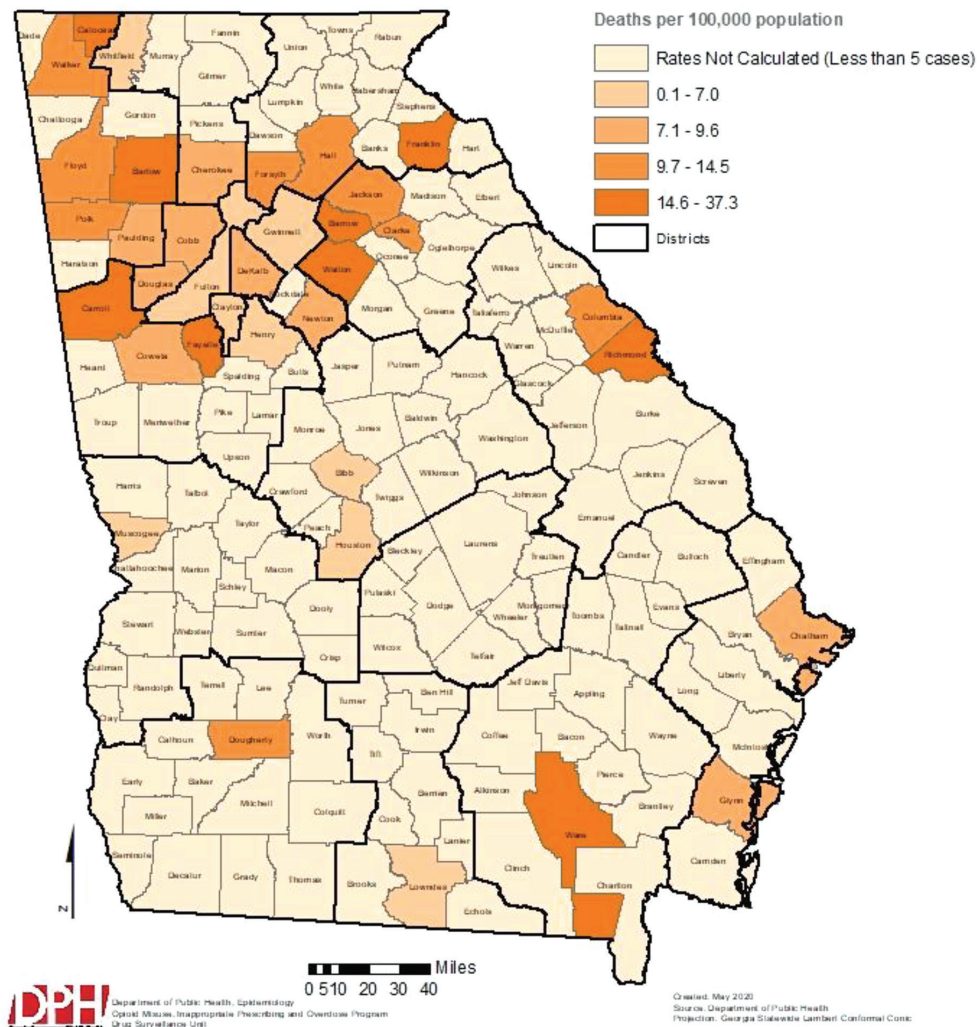 Deaths per 100,000 population
Rates Not Calculated (Less than 5 cases)
0.1 - 7.0
7.1 - 9.6
9.7 - 14.5
14.6 - 37.3
Districts
Catoosa
Walker
Whitfield
Murray
Fannin
Union
Towns
Rabun
Gilmer
White
Lumpkin
Stephens
Gordon
Pickens
Dawson
Hall
Banks
Franklin
Hart
Floyd
Bartow
Cherokee
Forsyth
Jackson
Madison
Elbert
Polk
Paulding
Cobb
Gwinnett
Barrow
Clarke
Oconee
Oglethorpe
Haralson
Douglas
Fulton
DeKalb
Walton
Wilkes
Lincoln
Carroll
Clayton
Newton
Morgan
Greene
Taliaferro
McDuffie
Columbia
Coweta
Fayette
Henry
Warren
Richmond
Heard
Spalding
Butts
Jasper
Putnam
Hancock
Glascock
Troup
Meriwether
Pike
Lamar
Monroe
Jones
Baldwin
Jefferson
Burke
Upson
Washington
Harris
Talbot
Crawford
Bibb
Twiggs
Wilkinson
Johnson
Jenkins
Screven
Muscogee
Taylor
Peach
Houston
Bleckley
Laurens
Emanuel
Marion
Macon
Schley
Treutlen
Candler
Bulloch
Effingham
Stewart
Webster
Sumter
Dooly
Pulaski
Dodge
Wheeler
Toombs
Tattnall
Evans
Bryan
Chatham
Crisp
Wilcox
Telfair
Liberty
Long
Randolph
Terrell
Lee
Turner
Ben Hill
Jeff Davis
Appling
Calhoun
Dougherty
Worth
Irwin
Coffee
Bacon
Wayne
Early
Baker
Mitchell
Berrien
Atkinson
Pierce
Glynn
Miller
Colquitt
Cook
Lanier
Ware
Brantley
Seminole
Decatur
Grady
Thomas
Brooks
Lowndes
Echols
Clinch
Charlton
Camden
N
Miles
0 5 10 20 30 40
DPH
Department of Public Health, Epidemiology
Opioid Misuse, Inappropriate Prescribing and Overdose Program
Drug Surveillance Unit
Created: May 2020
Source: Department of Public Health
Projection: Georgia Statewide Lambert Conformal Conic